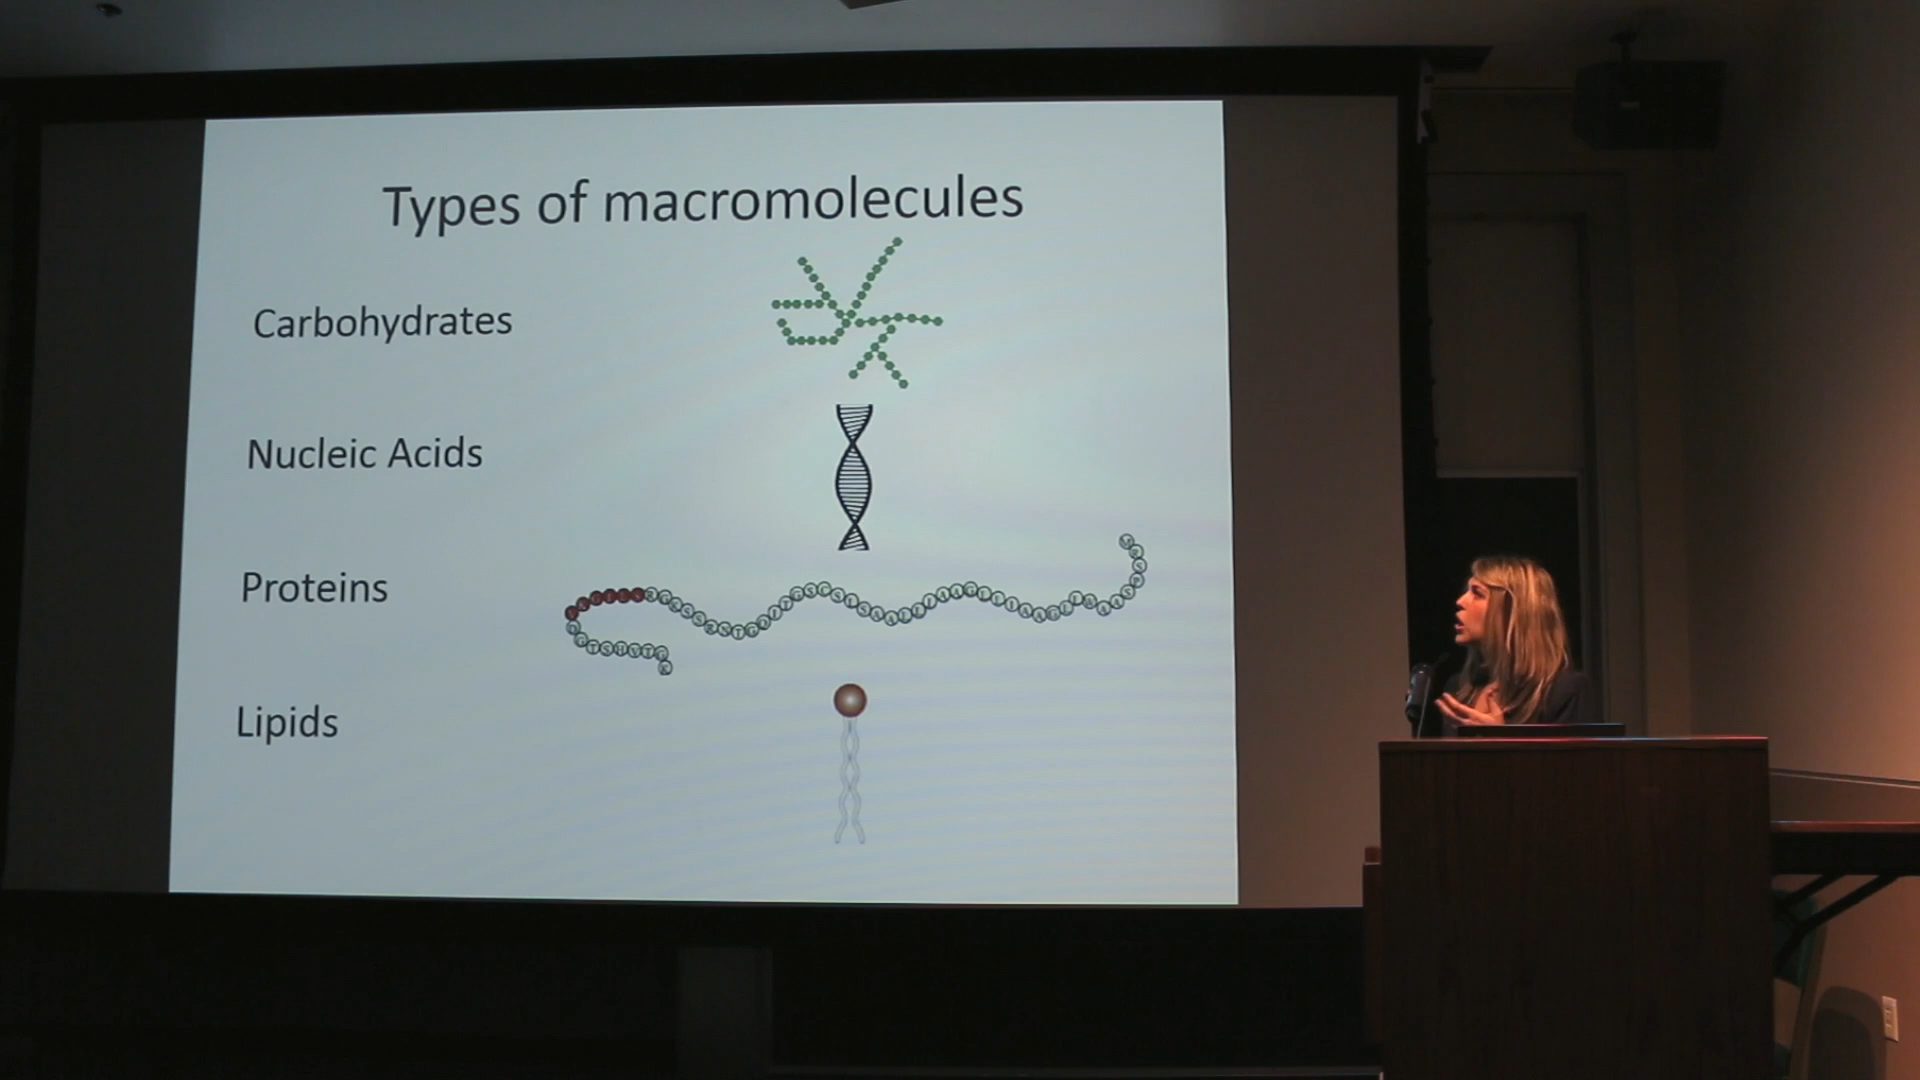 Types of macromolecules
Carbohydrates
Nucleic Acids
Proteins
Lipids